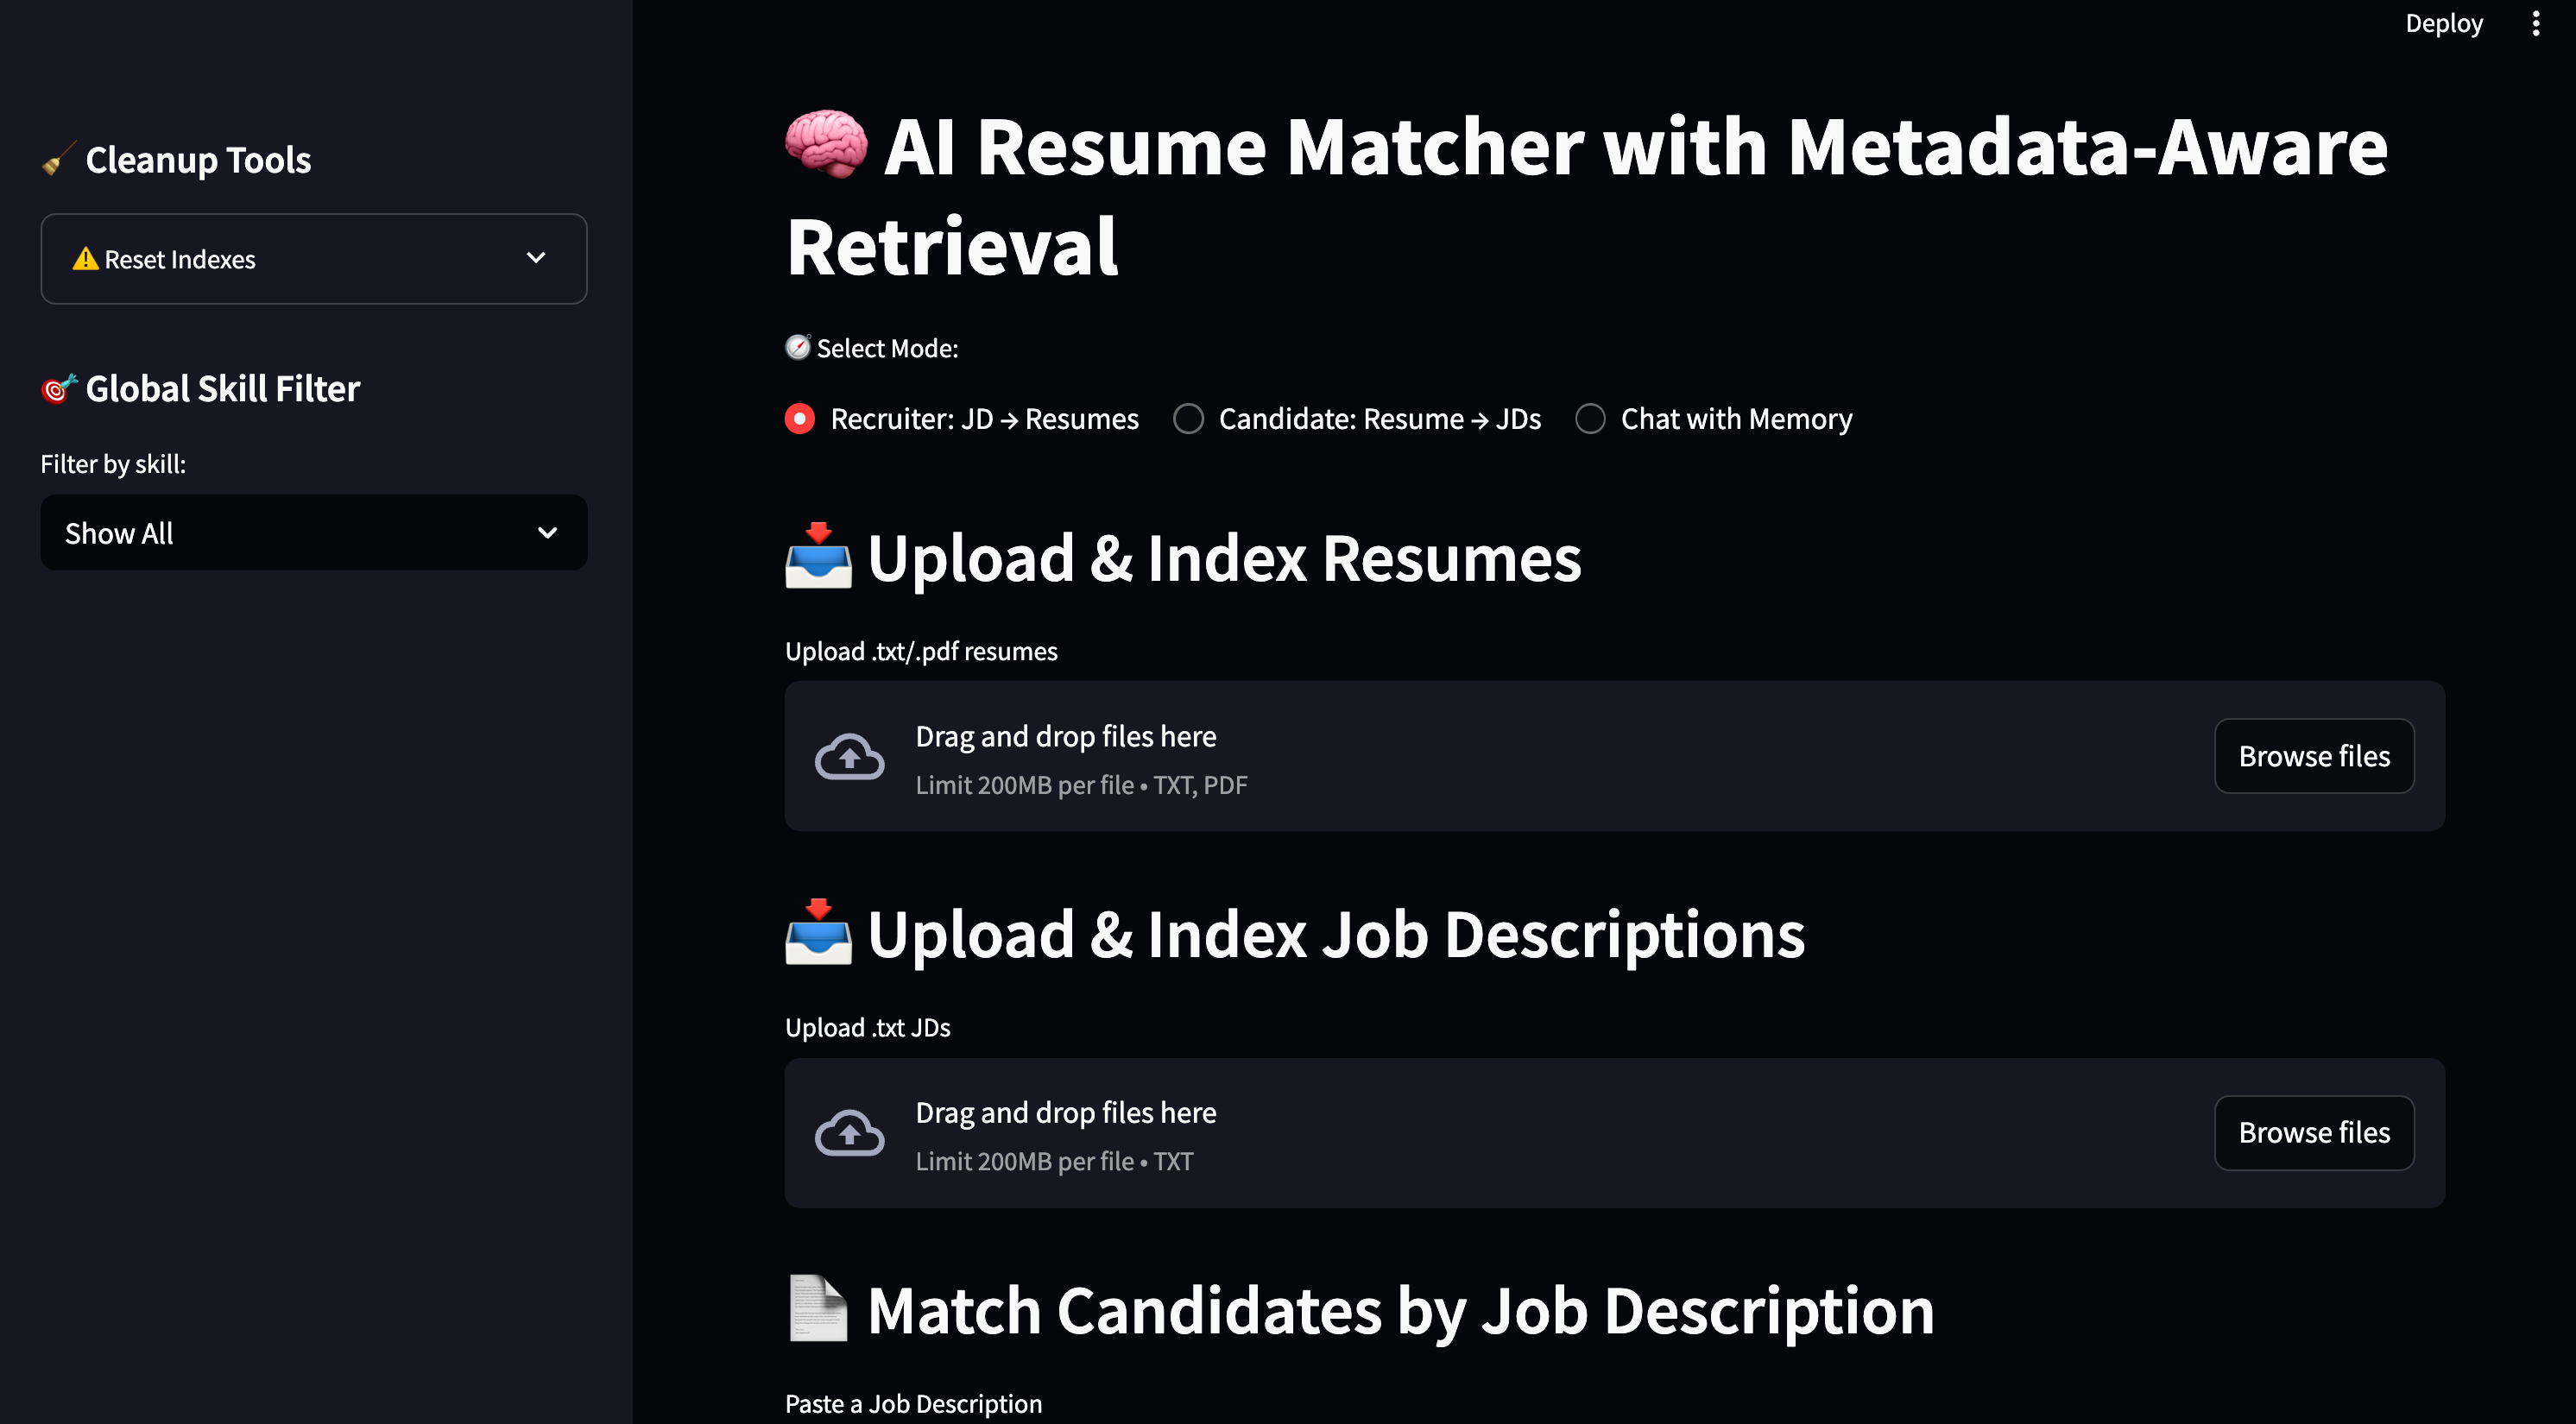 Deploy
🧹 Cleanup Tools
⚠️ Reset Indexes
🎯 Global Skill Filter
Filter by skill:
Show All
🧠 AI Resume Matcher with Metadata-Aware
Retrieval
🧭 Select Mode:
Recruiter: JD → Resumes
Candidate: Resume → JDs
Chat with Memory
📥 Upload & Index Resumes
Upload .txt/.pdf resumes
Drag and drop files here
Limit 200MB per file • TXT, PDF
Browse files
📥 Upload & Index Job Descriptions
Upload .txt JDs
Drag and drop files here
Limit 200MB per file • TXT
Browse files
📄 Match Candidates by Job Description
Paste a Job Description